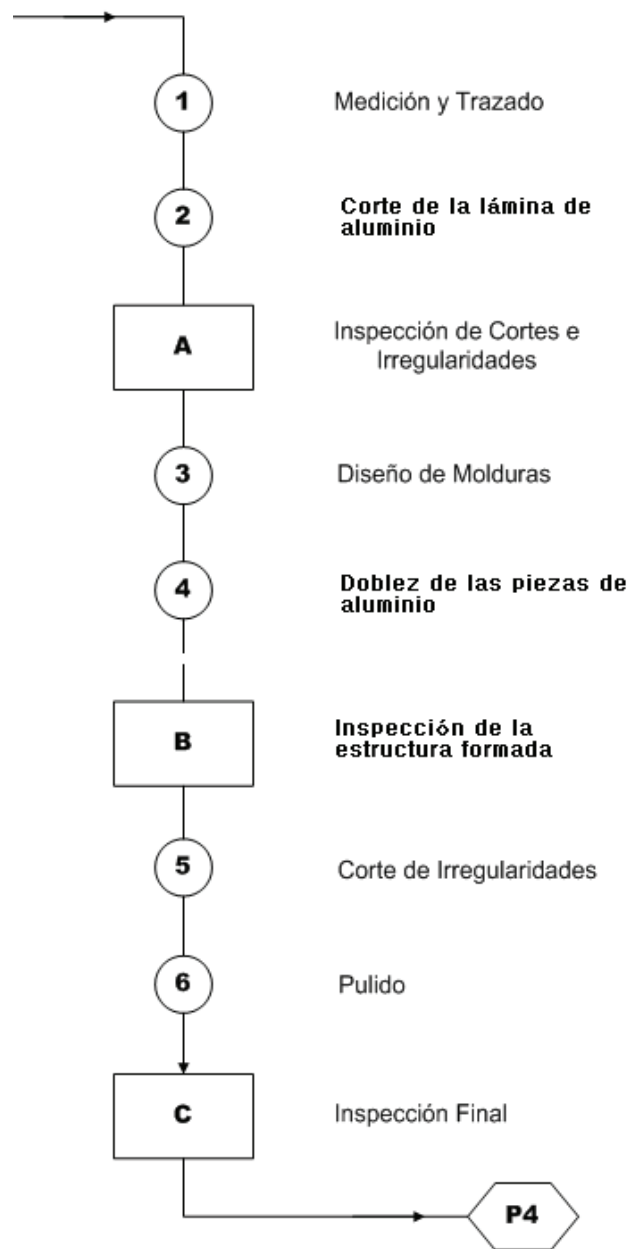 1 Medición y Trazado
2 Corte de la lámina de
aluminio
A Inspección de Cortes e
Irregularidades
3 Diseño de Molduras
4 Doblez de las piezas de
aluminio
B Inspección de la
estructura formada
5 Corte de Irregularidades
6 Pulido
C Inspección Final
P4